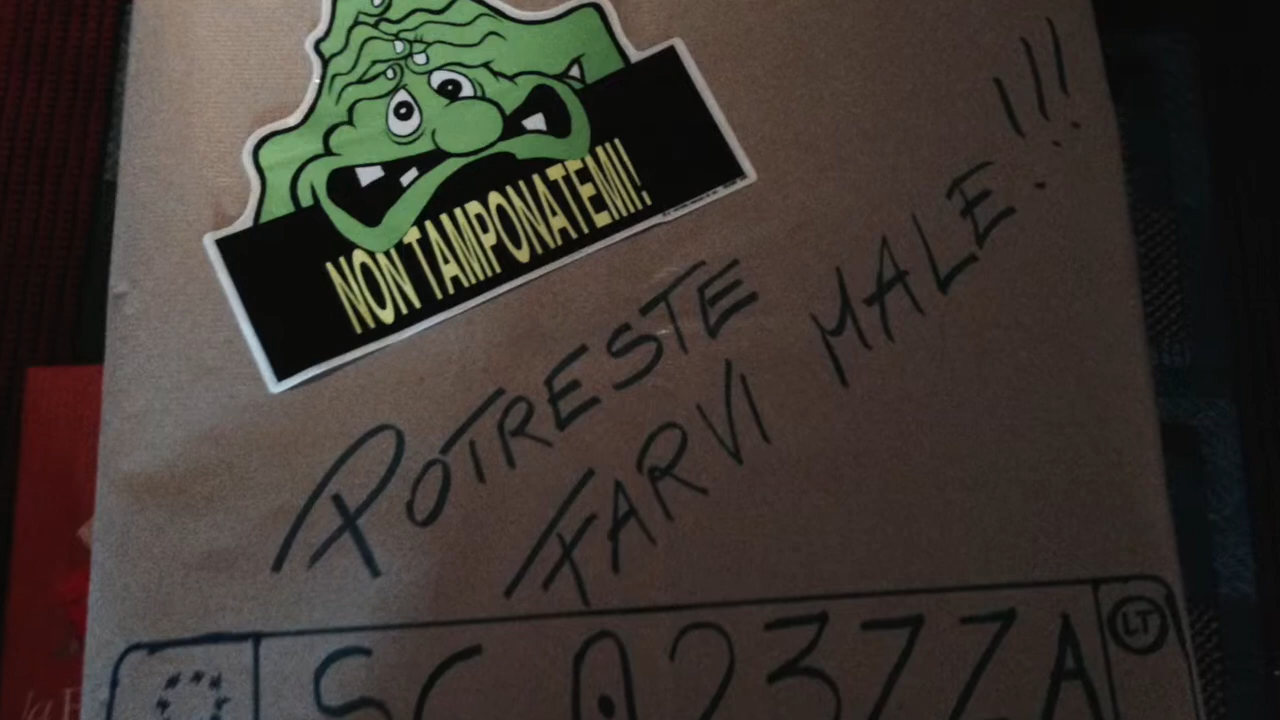 NON TAMPONATEMI!
POTRESTE
FARVI MALE!!!
SC 0237ZA
LT